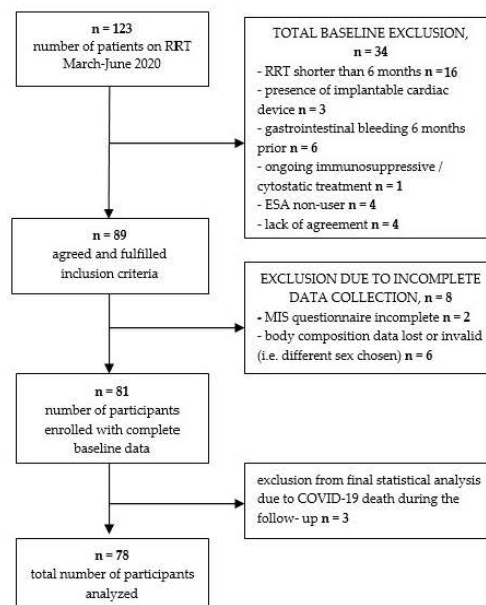 n = 123
number of patients on RRT
March-June 2020
TOTAL BASELINE EXCLUSION,
n = 34
- RRT shorter than 6 months n =16
- presence of implantable cardiac
device n = 3
- gastrointestinal bleeding 6 months
prior n = 6
- ongoing immunosuppressive /
cytostatic treatment n = 1
- ESA non-user n = 4
- lack of agreement n = 4
n = 89
agreed and fulfilled
inclusion criteria
EXCLUSION DUE TO INCOMPLETE
DATA COLLECTION, n = 8
- MIS questionnaire incomplete n = 2
- body composition data lost or invalid
(i.e. different sex chosen) n = 6
n = 81
number of participants
enrolled with complete
baseline data
exclusion from final statistical analysis
due to COVID-19 death during the
follow- up n = 3
n = 78
total number of participants
analyzed